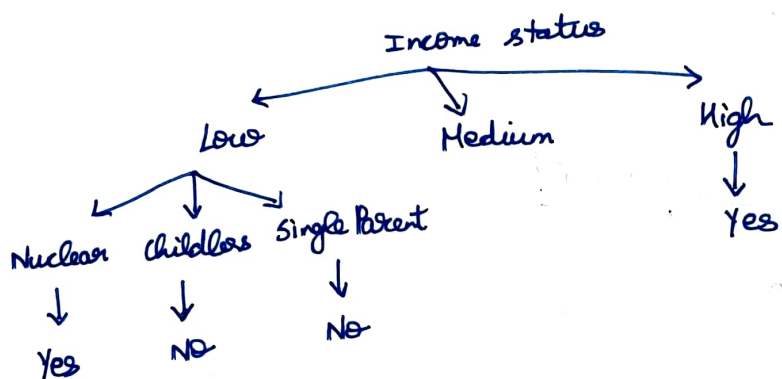 Income status
Low Medium High
Nuclear childless Single Parent Yes
Yes NO No